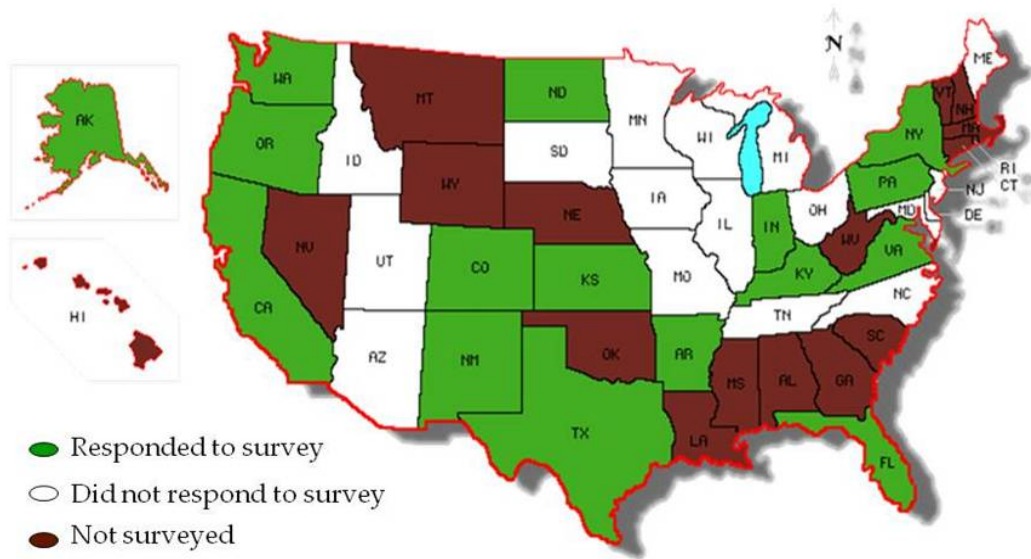 N
ME
WA
MT
ND
MN
VT
NH
AK
OR
ID
SD
WI
MI
NY
MA
WY
RI
CT
IA
PA
NJ
NE
OH
MD
DE
NV
UT
IL
IN
WV
VA
CO
KS
MO
KY
HI
CA
NC
TN
AZ
NM
OK
AR
SC
MS
AL
GA
TX
LA
FL
Responded to survey
Did not respond to survey
Not surveyed